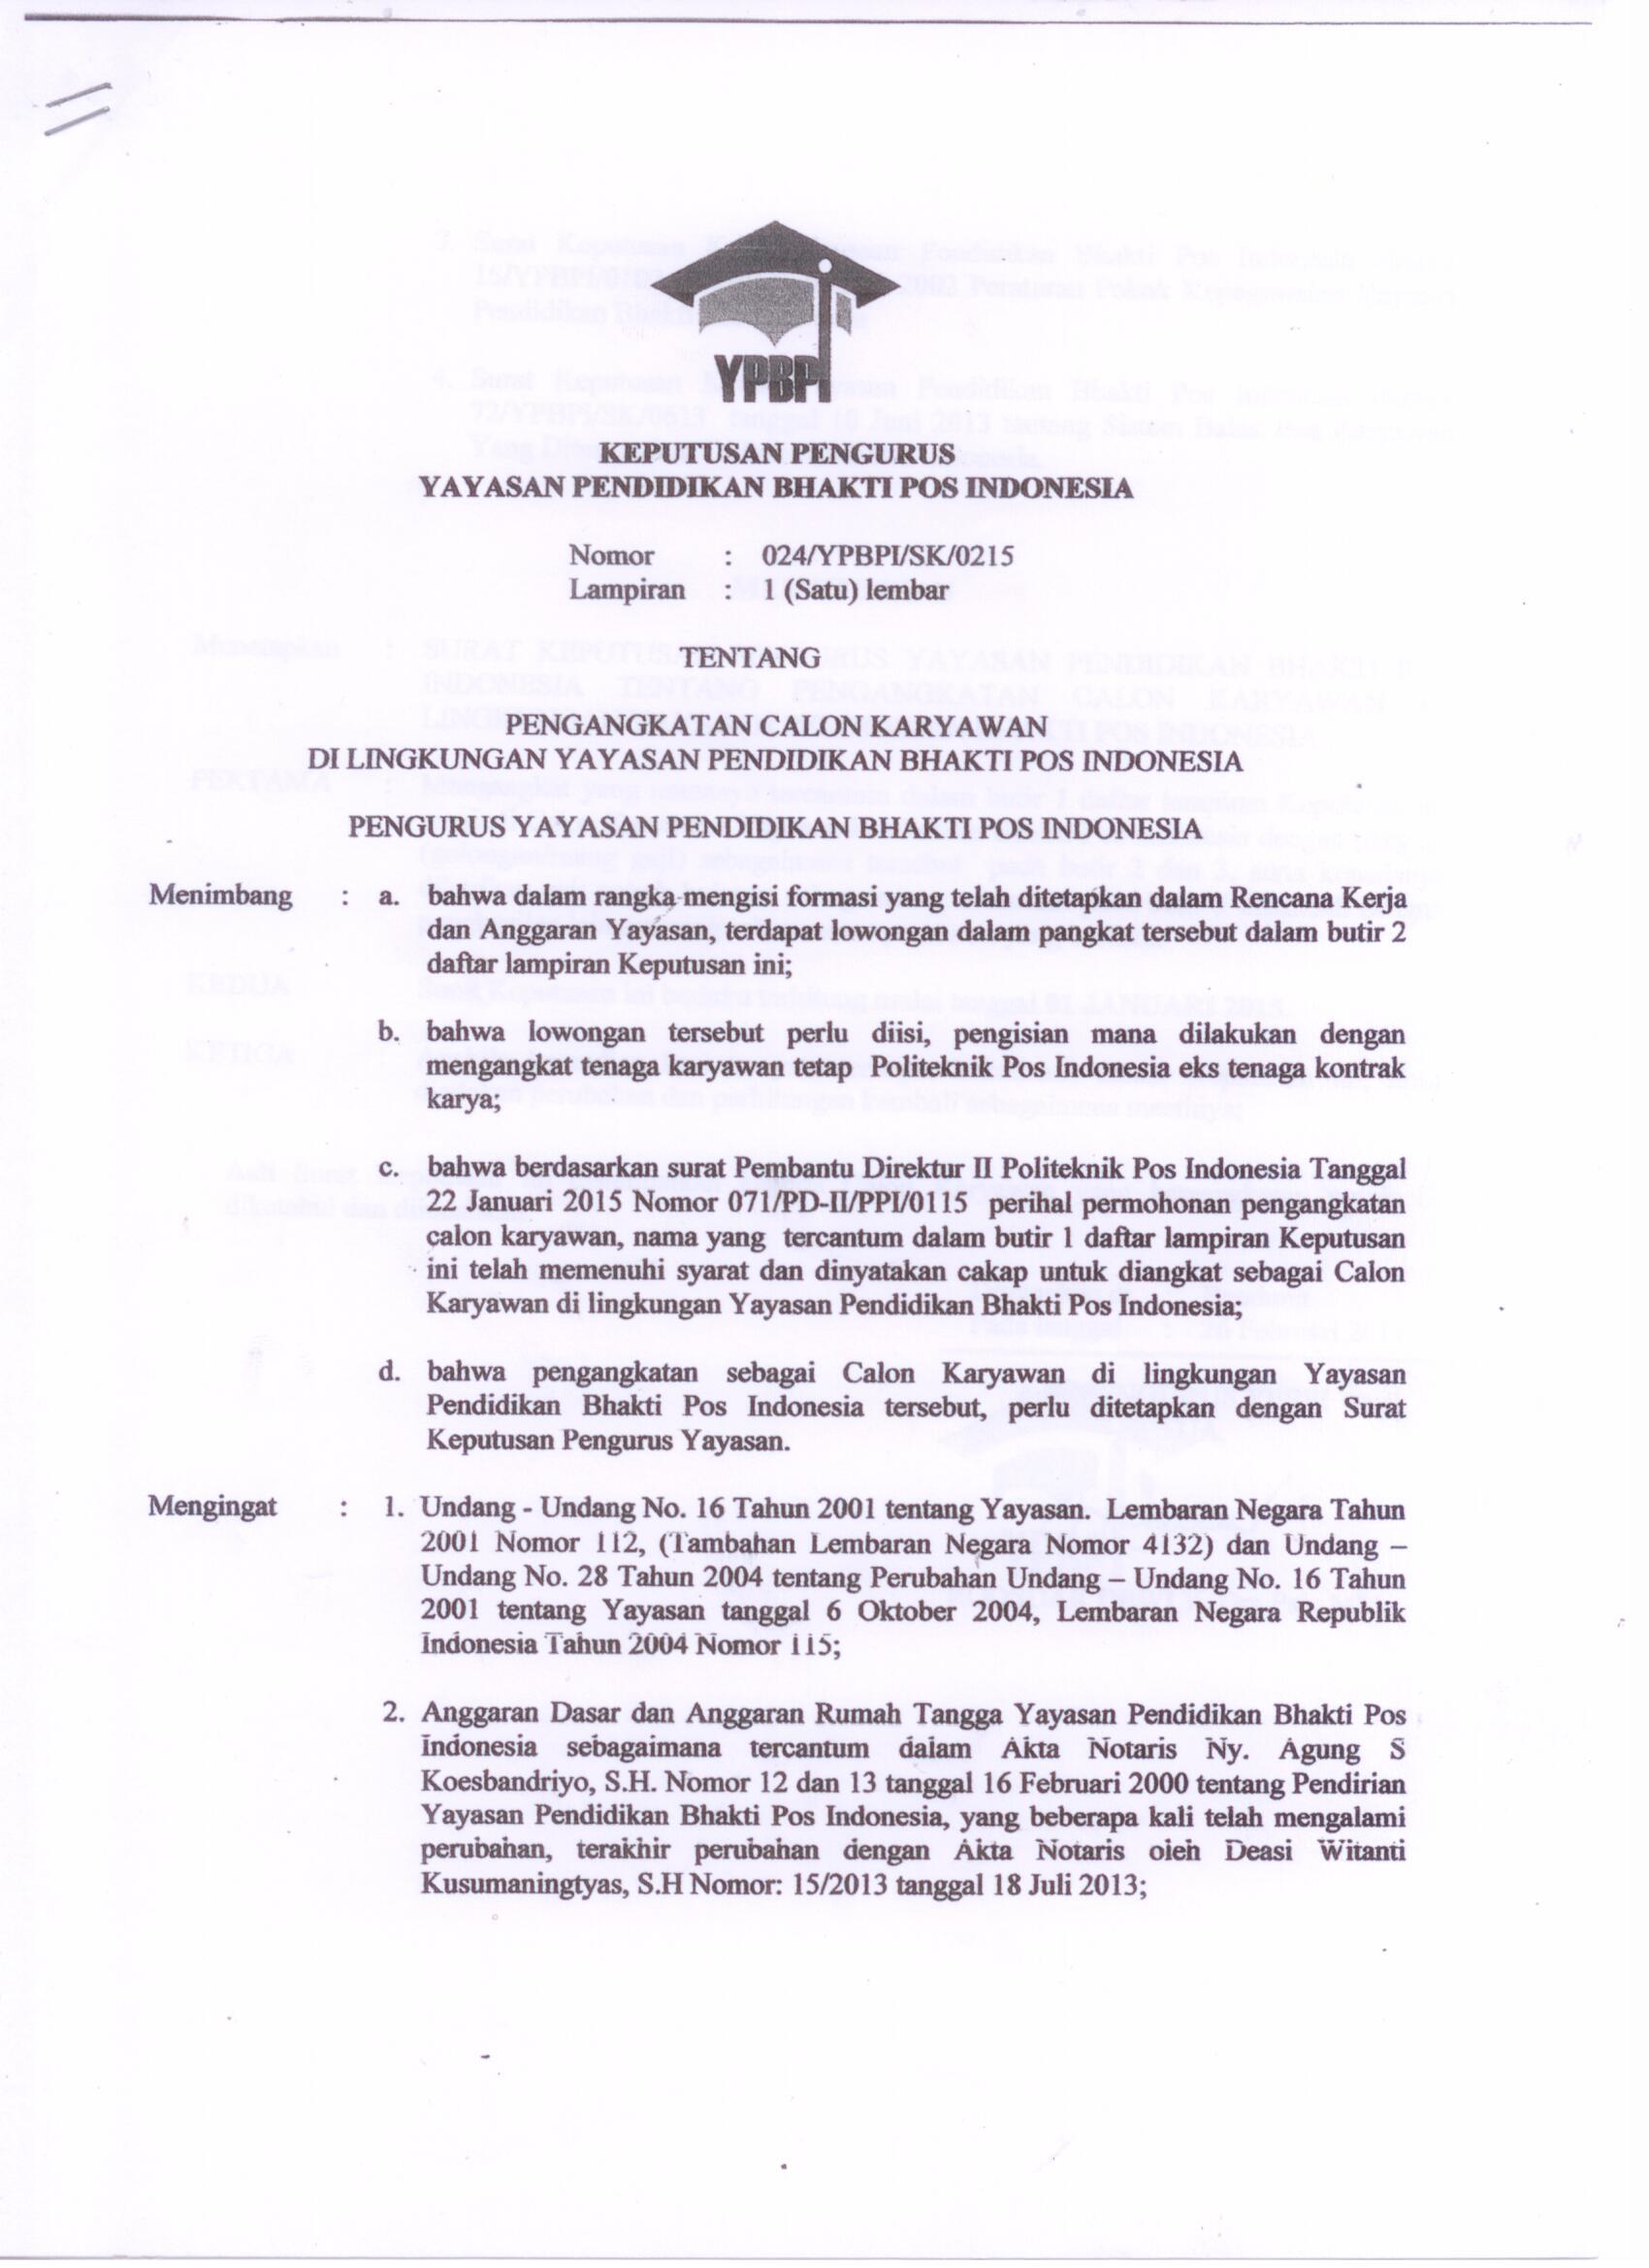 YPBPI
KEPUTUSAN PENGURUS
YAYASAN PENDIDIKAN BHAKTI POS INDONESIA
Nomor : 024/YPBPI/SK/0215
Lampiran : 1 (Satu) lembar
TENTANG
PENGANGKATAN CALON KARYAWAN
DI LINGKUNGAN YAYASAN PENDIDIKAN BHAKTI POS INDONESIA
PENGURUS YAYASAN PENDIDIKAN BHAKTI POS INDONESIA
Menimbang : a. bahwa dalam rangka mengisi formasi yang telah ditetapkan dalam Rencana Kerja
dan Anggaran Yayasan, terdapat lowongan dalam pangkat tersebut dalam butir 2
daftar lampiran Keputusan ini;
b. bahwa lowongan tersebut perlu diisi, pengisian mana dilakukan dengan
mengangkat tenaga karyawan tetap Politeknik Pos Indonesia eks tenaga kontrak
karya;
c. bahwa berdasarkan surat Pembantu Direktur II Politeknik Pos Indonesia Tanggal
22 Januari 2015 Nomor 071/PD-II/PPI/0115 perihal permohonan pengangkatan
calon karyawan, nama yang tercantum dalam butir 1 daftar lampiran Keputusan
ini telah memenuhi syarat dan dinyatakan cakap untuk diangkat sebagai Calon
Karyawan di lingkungan Yayasan Pendidikan Bhakti Pos Indonesia;
d. bahwa pengangkatan sebagai Calon Karyawan di lingkungan Yayasan
Pendidikan Bhakti Pos Indonesia tersebut, perlu ditetapkan dengan Surat
Keputusan Pengurus Yayasan.
Mengingat : 1. Undang - Undang No. 16 Tahun 2001 tentang Yayasan. Lembaran Negara Tahun
2001 Nomor 112, (Tambahan Lembaran Negara Nomor 4132) dan Undang –
Undang No. 28 Tahun 2004 tentang Perubahan Undang – Undang No. 16 Tahun
2001 tentang Yayasan tanggal 6 Oktober 2004, Lembaran Negara Republik
Indonesia Tahun 2004 Nomor 115;
2. Anggaran Dasar dan Anggaran Rumah Tangga Yayasan Pendidikan Bhakti Pos
Indonesia sebagaimana tercantum dalam Akta Notaris Ny. Agung S
Koesbandriyo, S.H. Nomor 12 dan 13 tanggal 16 Februari 2000 tentang Pendirian
Yayasan Pendidikan Bhakti Pos Indonesia, yang beberapa kali telah mengalami
perubahan, terakhir perubahan dengan Akta Notaris oleh Deasi Witanti
Kusumaningtyas, S.H Nomor: 15/2013 tanggal 18 Juli 2013;